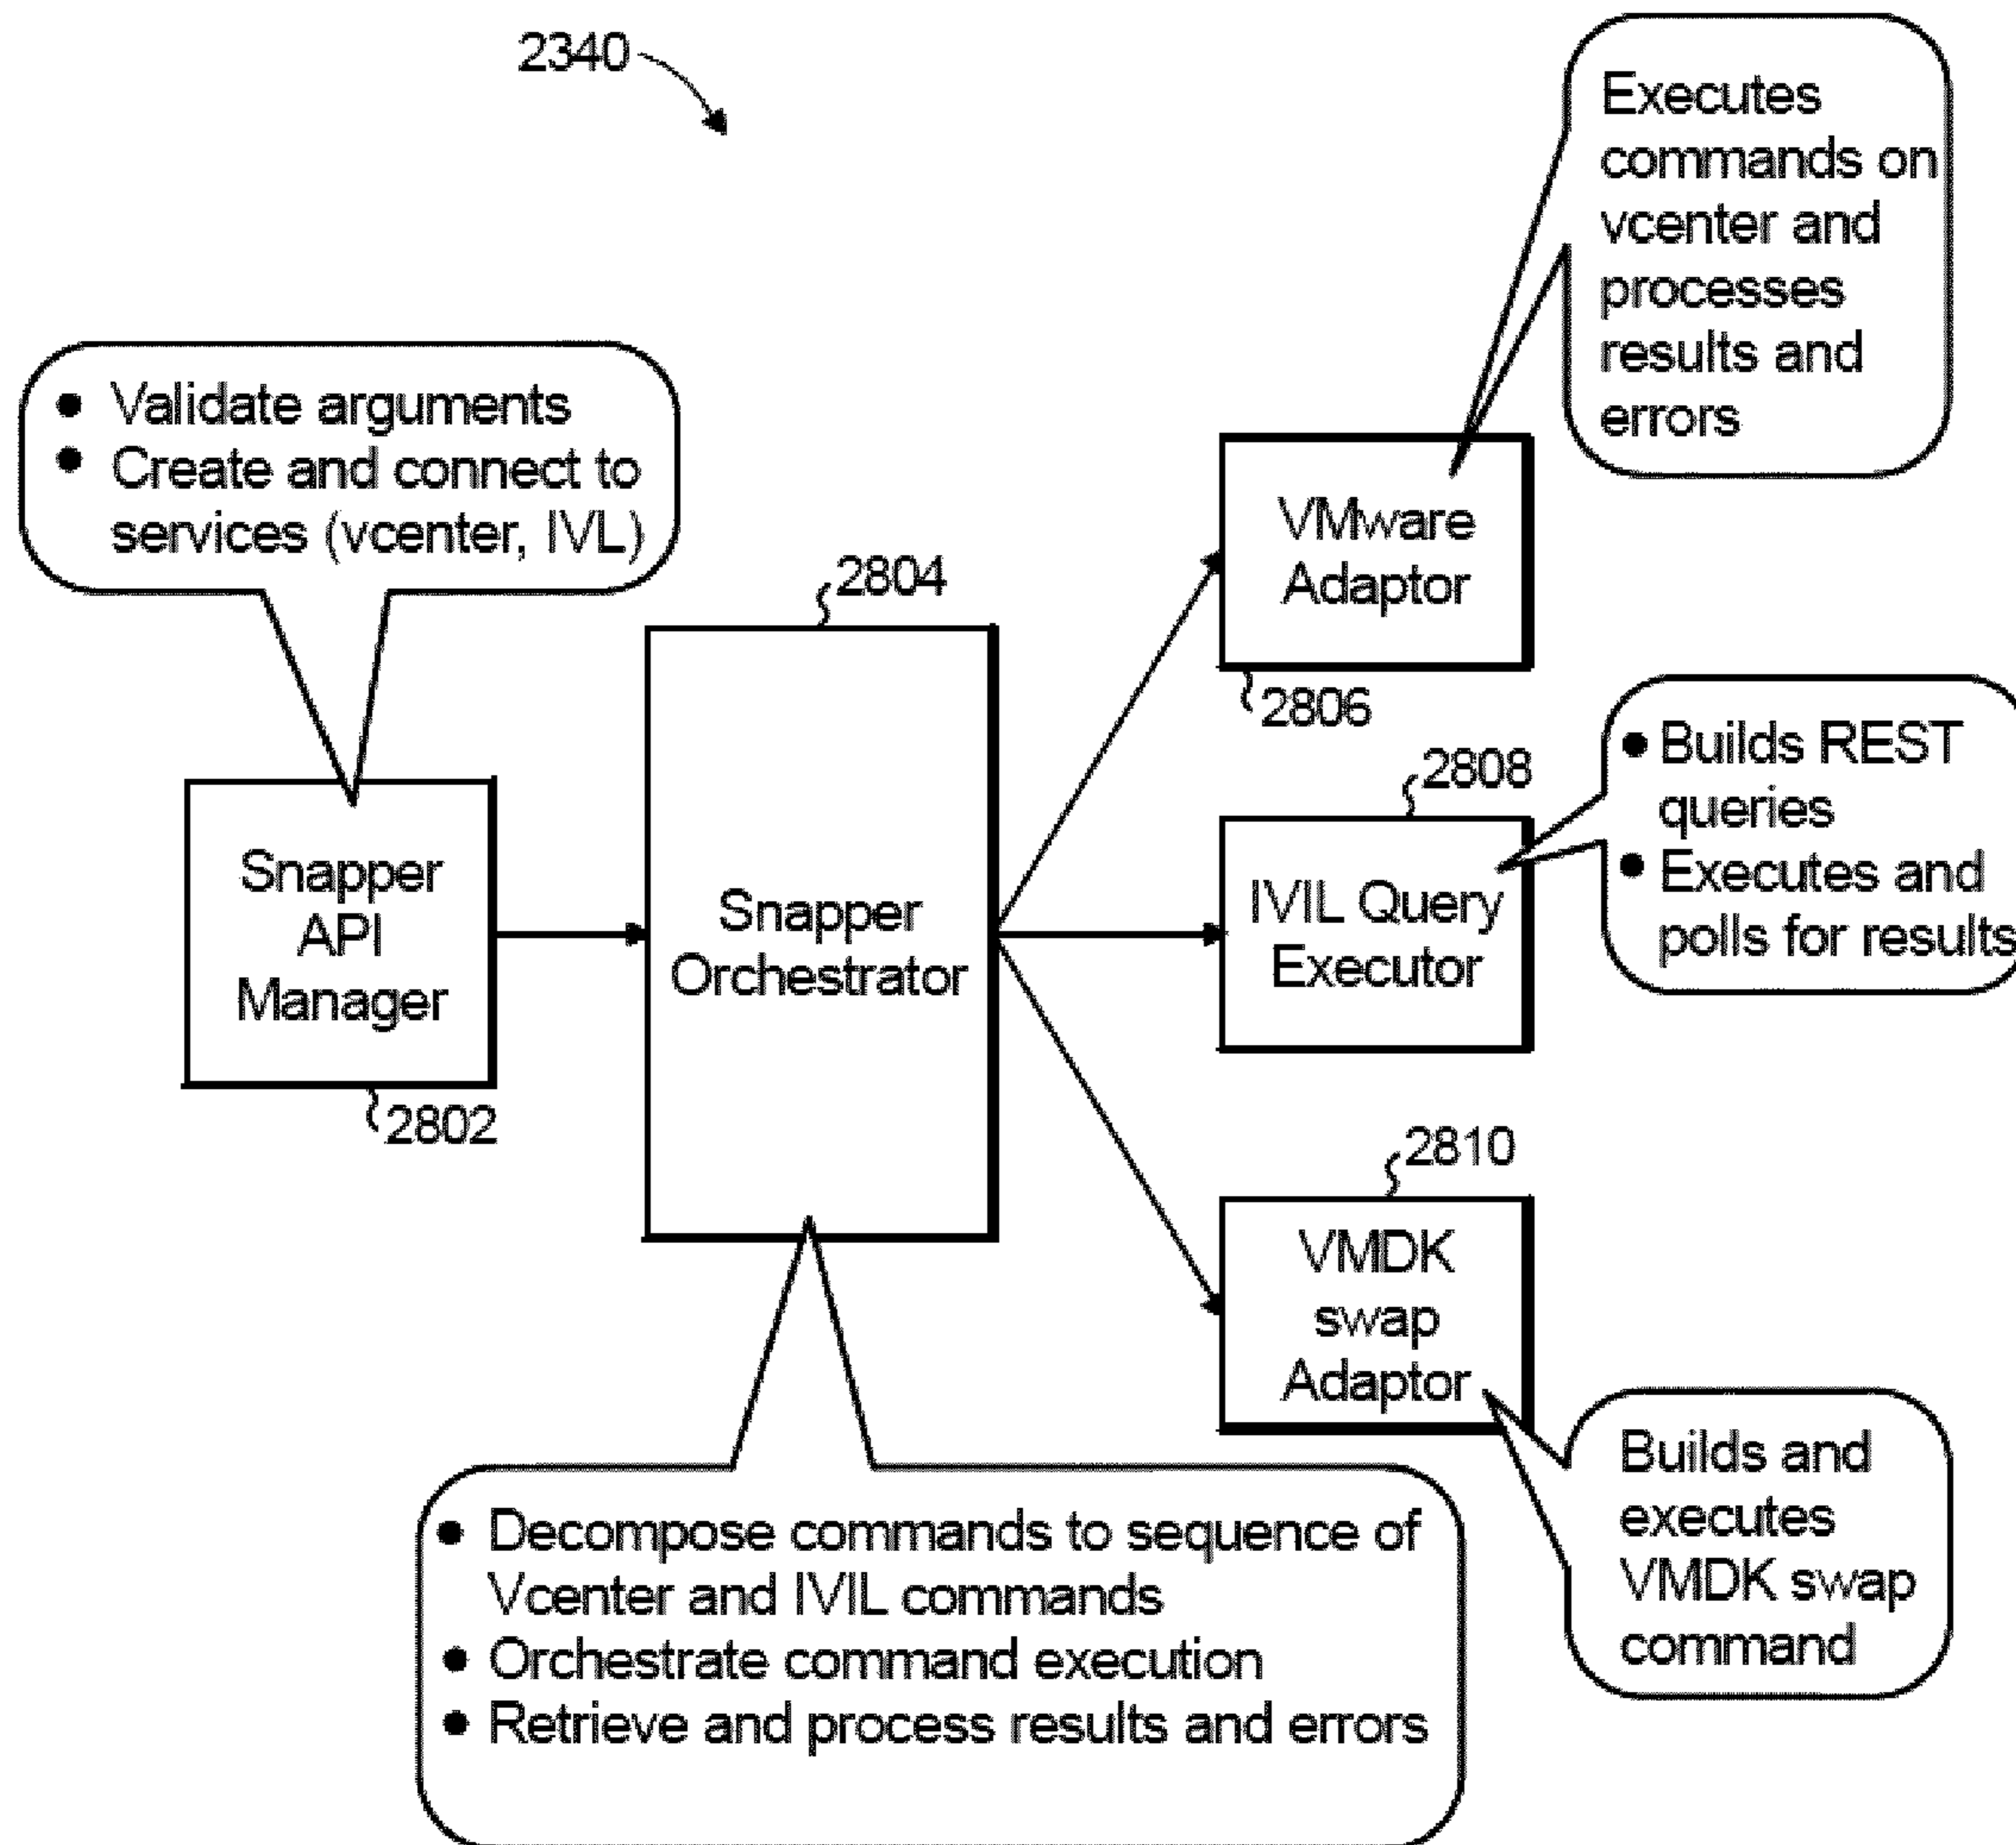 2340
Executes
commands on
vcenter and
processes
results and
errors
● Validate arguments
● Create and connect to
services (vcenter, IVL)
2804
VMware
Adaptor
2806
● Builds REST
queries
● Executes and
polls for results
2808
Snapper
API
Manager
2802
Snapper
Orchestrator
IVIL Query
Executor
2810
VMDK
swap
Adaptor
Builds and
executes
VMDK swap
command
● Decompose commands to sequence of
Vcenter and IVIL commands
● Orchestrate command execution
● Retrieve and process results and errors